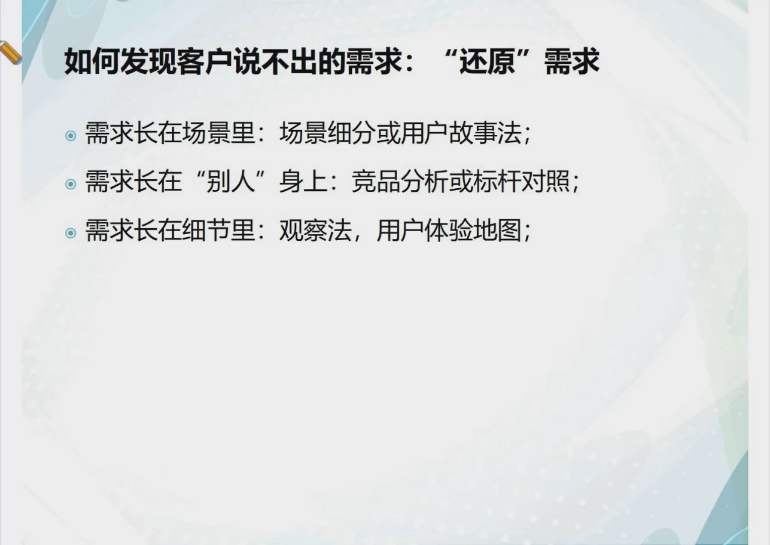 如何发现客户说不出的需求：“还原”需求
需求长在场景里：场景细分或用户故事法；
需求长在“别人”身上：竞品分析或标杆对照；
需求长在细节里：观察法，用户体验地图；